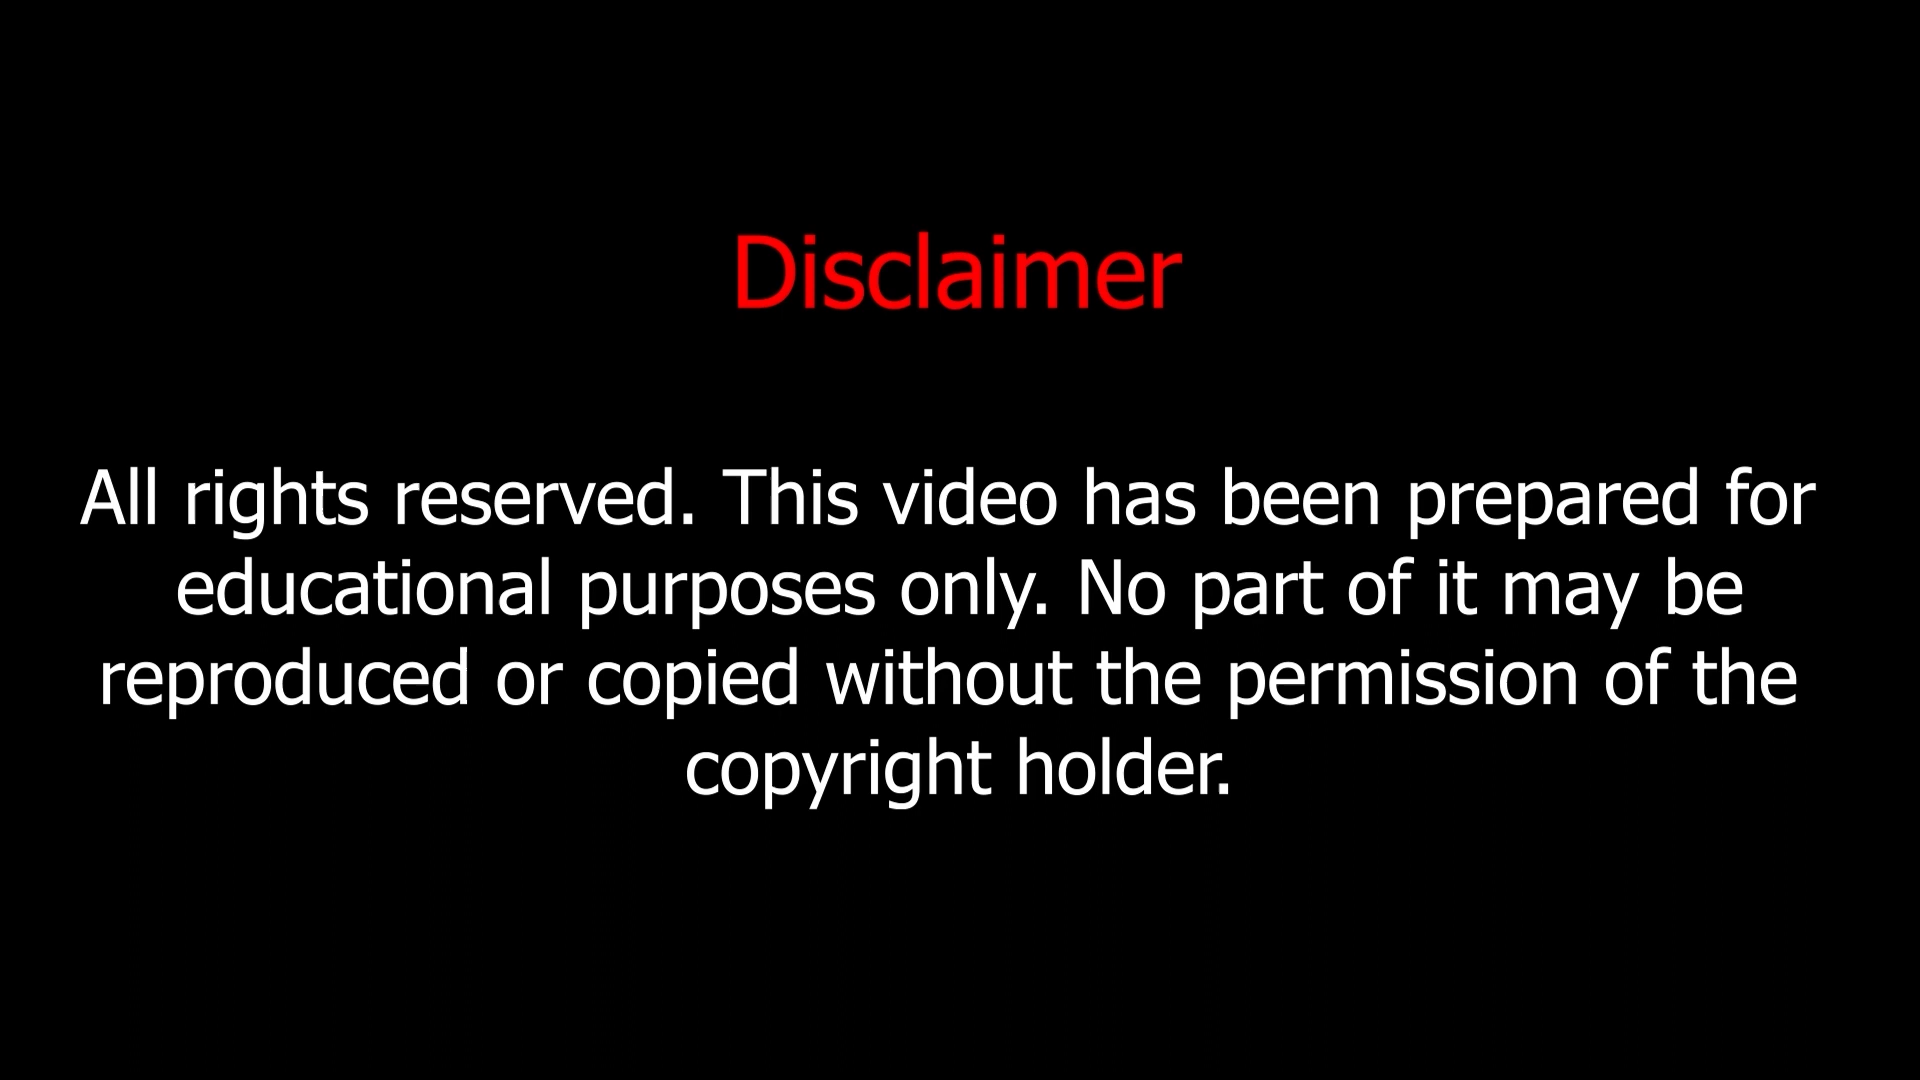 Disclaimer
All rights reserved. This video has been prepared for
educational purposes only. No part of it may be
reproduced or copied without the permission of the
copyright holder.